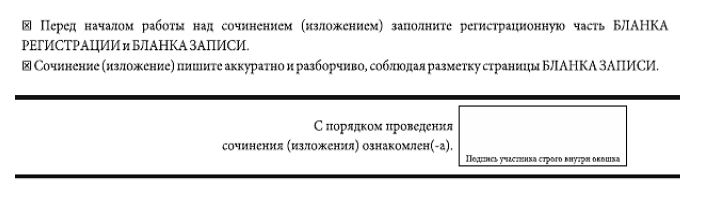 ☒ Перед началом работы над сочинением (изложением) заполните регистрационную часть БЛАНКА
РЕГИСТРАЦИИ и БЛАНКА ЗАПИСИ.
☒ Сочинение (изложение) пишите аккуратно и разборчиво, соблюдая разметку страницы БЛАНКА ЗАПИСИ.
С порядком проведения
сочинения (изложения) ознакомлен(-а).
Подпись участника строго внутри окошка